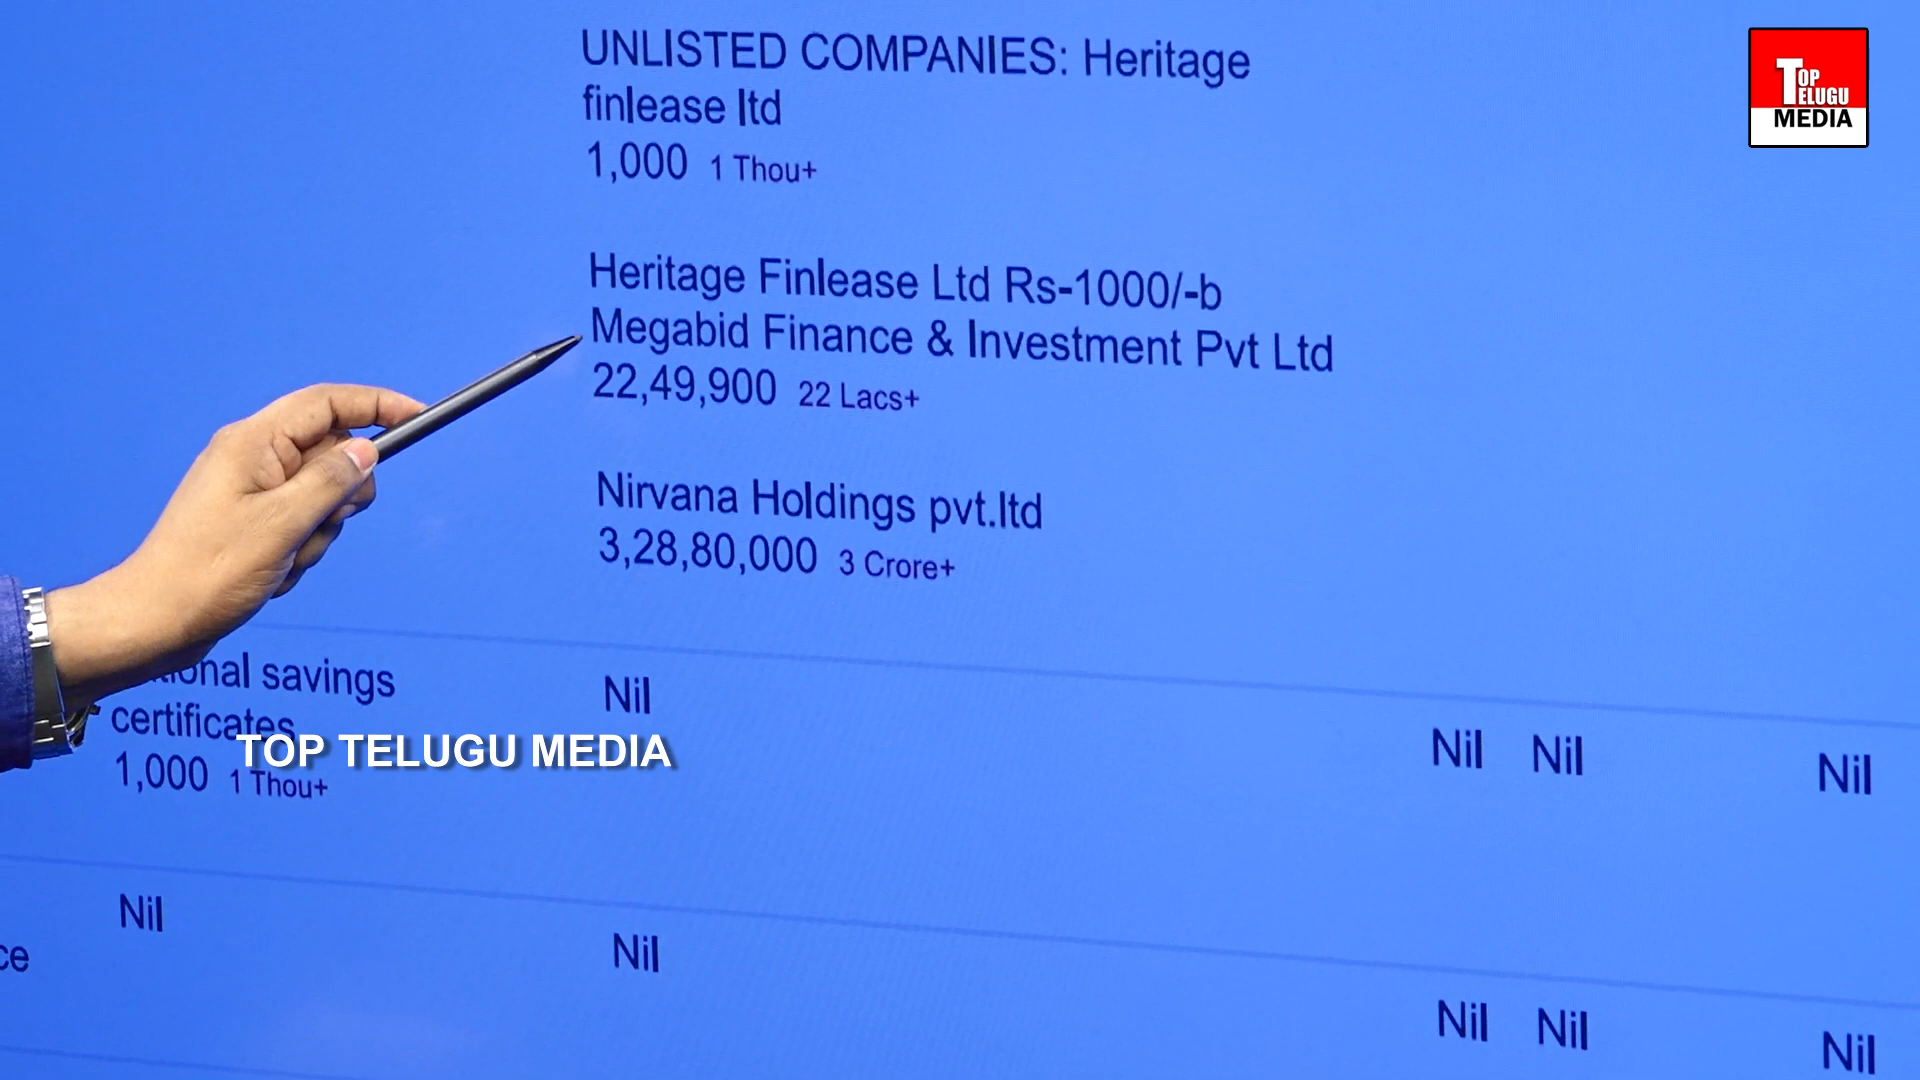 UNLISTED COMPANIES: Heritage
finlease ltd
1,000 1 Thou+
Heritage Finlease Ltd Rs-1000/-b
Megabid Finance & Investment Pvt Ltd
22,49,900 22 Lacs+
Nirvana Holdings pvt.ltd
3,28,80,000 3 Crore+
TOP
TELUGU
MEDIA
savings
certificates
1,000 1 Thou+
Nil
Nil Nil Nil
TOP TELUGU MEDIA
Nil
Nil
Nil Nil Nil